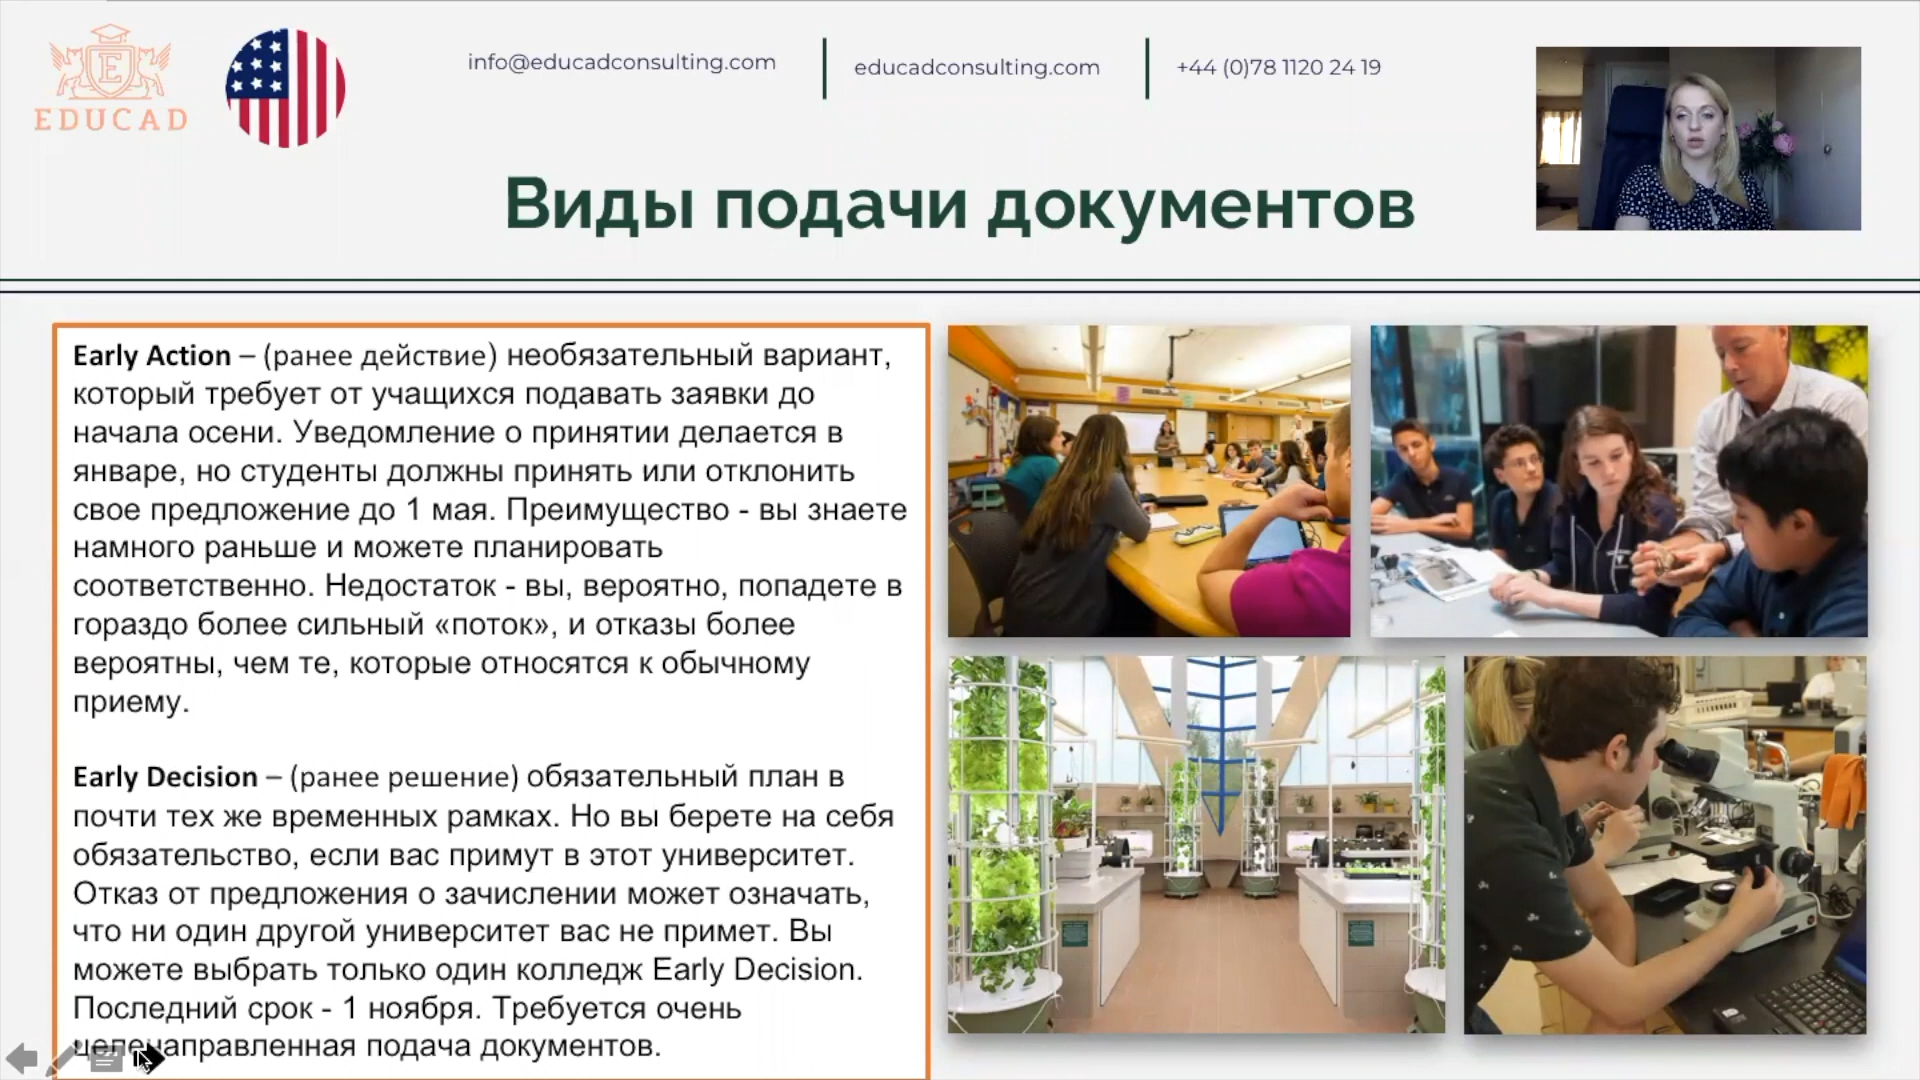 E
EDUCAD
info@educadconsulting.com
educadconsulting.com
+44 (0)78 1120 24 19
Виды подачи документов
Early Action – (ранее действие) необязательный вариант,
который требует от учащихся подавать заявки до
начала осени. Уведомление о принятии делается в
январе, но студенты должны принять или отклонить
свое предложение до 1 мая. Преимущество - вы знаете
намного раньше и можете планировать
соответственно. Недостаток - вы, вероятно, попадете в
гораздо более сильный «поток», и отказы более
вероятны, чем те, которые относятся к обычному
приему.
Early Decision – (ранее решение) обязательный план в
почти тех же временных рамках. Но вы берете на себя
обязательство, если вас примут в этот университет.
Отказ от предложения о зачислении может означать,
что ни один другой университет вас не примет. Вы
можете выбрать только один колледж Early Decision.
Последний срок - 1 ноября. Требуется очень
целенаправленная подача документов.